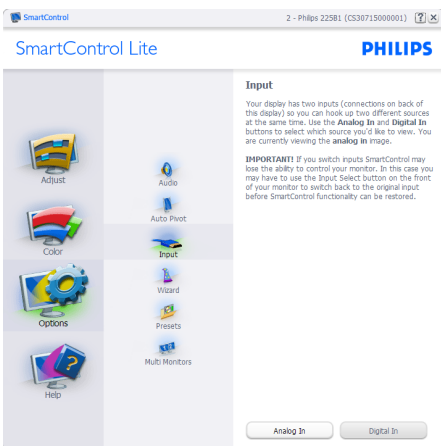 SmartControl
2 - Philips 225B1 (CS30715000001)
? X
SmartControl Lite
PHILIPS
Adjust
Color
Options
Help
Audio
Auto Pivot
Input
Wizard
Presets
Multi Monitors
Input
Your display has two inputs (connections on back of
this display) so you can hook up two different sources
at the same time. Use the Analog In and Digital In
buttons to select which source you'd like to view. You
are currently viewing the analog in image.
IMPORTANT! If you switch inputs SmartControl may
lose the ability to control your monitor. In this case you
may have to use the Input Select button on the front
of your monitor to switch back to the original input
before SmartControl functionality can be restored.
Analog In
Digital In